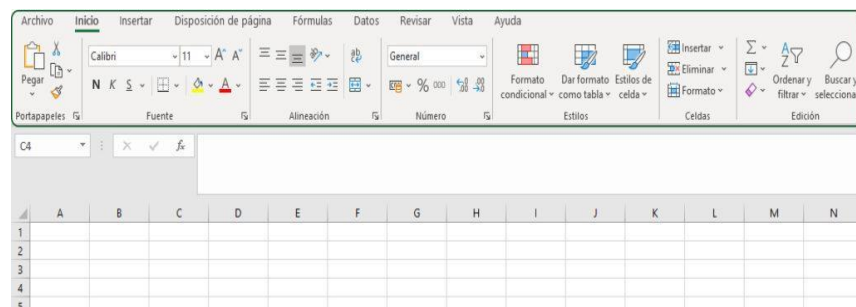 Archivo Inicio Insertar Disposición de página Fórmulas Datos Revisar Vista Ayuda
Pegar
Calibri 11 A A
N K S A
ab
General
% 000
Formato condicional
Dar formato como tabla
Estilos de celda
Insertar
Eliminar
Formato
Ordenar y filtrar
Buscar y selecciona
Portapapeles Fuente Alineación Número Estilos Celdas Edición
C4 fx
A B C D E F G H I J K L M N
1
2
3
4
5